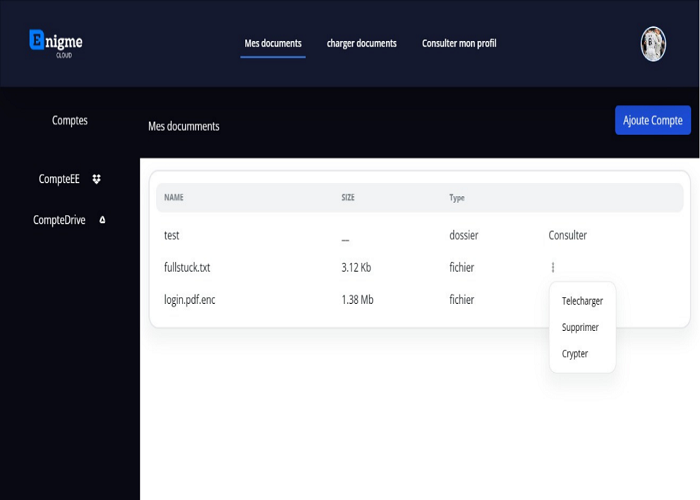 Enigme
CLOUD
Mes documents charger documents Consulter mon profil
Comptes
Mes documments
Ajoute Compte
CompteEE
CompteDrive
NAME SIZE Type
test __ dossier Consulter
fullstuck.txt 3.12 Kb fichier
login.pdf.enc 1.38 Mb fichier
Telecharger
Supprimer
Crypter